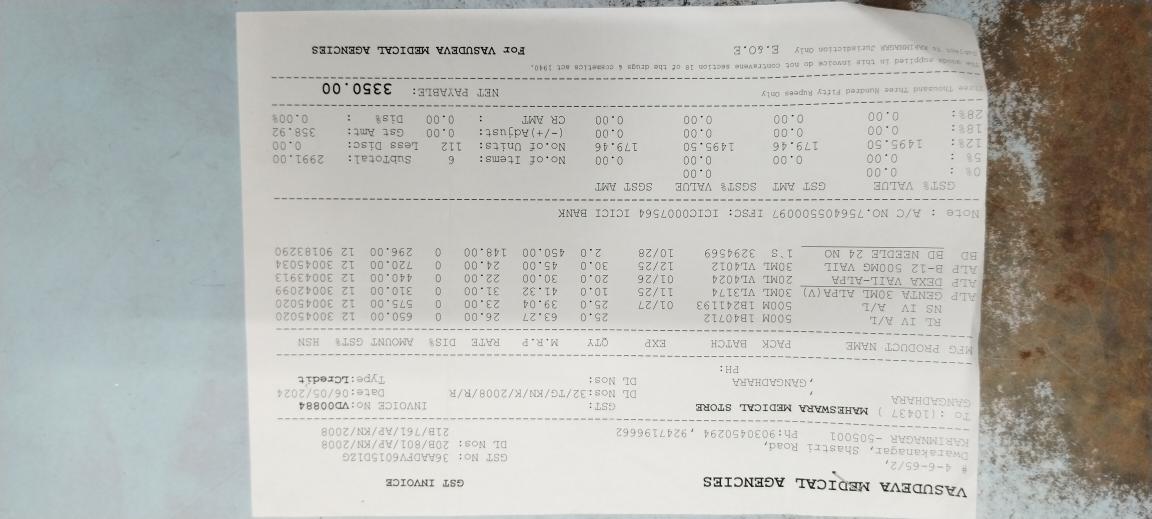 VASUDEVA MEDICAL AGENCIES GST INVOICE
# 4-6-65/2,
Dwarakanagar, Shastri, Road, GST No: 36AADFV6015D1ZG
KARIMNAGAR -505001 Ph:9030450294, 9247196662 DL Nos: 20B/801/AP/KN/2008
21B/761/AP/KN/2008
To :(10437 ) MAHESWARA MEDICAL STORE GST: INVOICE No:VD00884
GANGADHARA DL Nos:32/TG/KN/K/2008/R/R Date:06/05/2024
,GANGADHARA DL Nos: Type:LCredit
, PH:
MFG PRODUCT NAME PACK BATCH EXP QTY M.R.P RATE DIS% AMOUNT GST% HSN
RL IV A/L 500M 1B40712 25.0 63.27 26.00 0 650.00 12 30045020
NS IV A/L 500M 1B241193 01/27 25.0 39.04 23.00 0 575.00 12 30045020
ALP GENTA 30ML ALPA(V) 30ML VL3174 11/25 10.0 41.32 31.00 0 310.00 12 30042099
ALP DEXA VAIL-ALPA 20ML VL4024 01/26 20.0 30.00 22.00 0 440.00 12 30043913
ALP B-12 500MG VAIL 30ML VL4012 12/25 30.0 45.00 24.00 0 720.00 12 30045034
BD BD NEEDLE 24 NO 1'S 3294569 10/28 2.0 450.00 148.00 0 296.00 12 90183290
Note : A/C NO.756405500097 IFSC: ICIC0007564 ICICI BANK
GST% VALUE GST AMT SGST% VALUE SGST AMT
0% : 0.00 0.00
5% : 0.00 0.00 0.00 0.00 No.of Items: 6 SubTotal: 2991.00
12%: 1495.50 179.46 1495.50 179.46 No.of Units: 112 Less Disc: 0.00
18%: 0.00 0.00 0.00 0.00 (-/+)Adjust: 0.00 Gst Amt: 358.92
28%: 0.00 0.00 0.00 0.00 CR AMT : 0.00 Dis% : 0.00%
Three Thousand Three Hundred Fifty Rupees Only NET PAYABLE: 3350.00
The goods supplied in this invoice do not contravene section 18 of the drugs & cosmetics act 1940.
Subject to KARIMNAGAR Jurisdiction Only E.&O.E For VASUDEVA MEDICAL AGENCIES